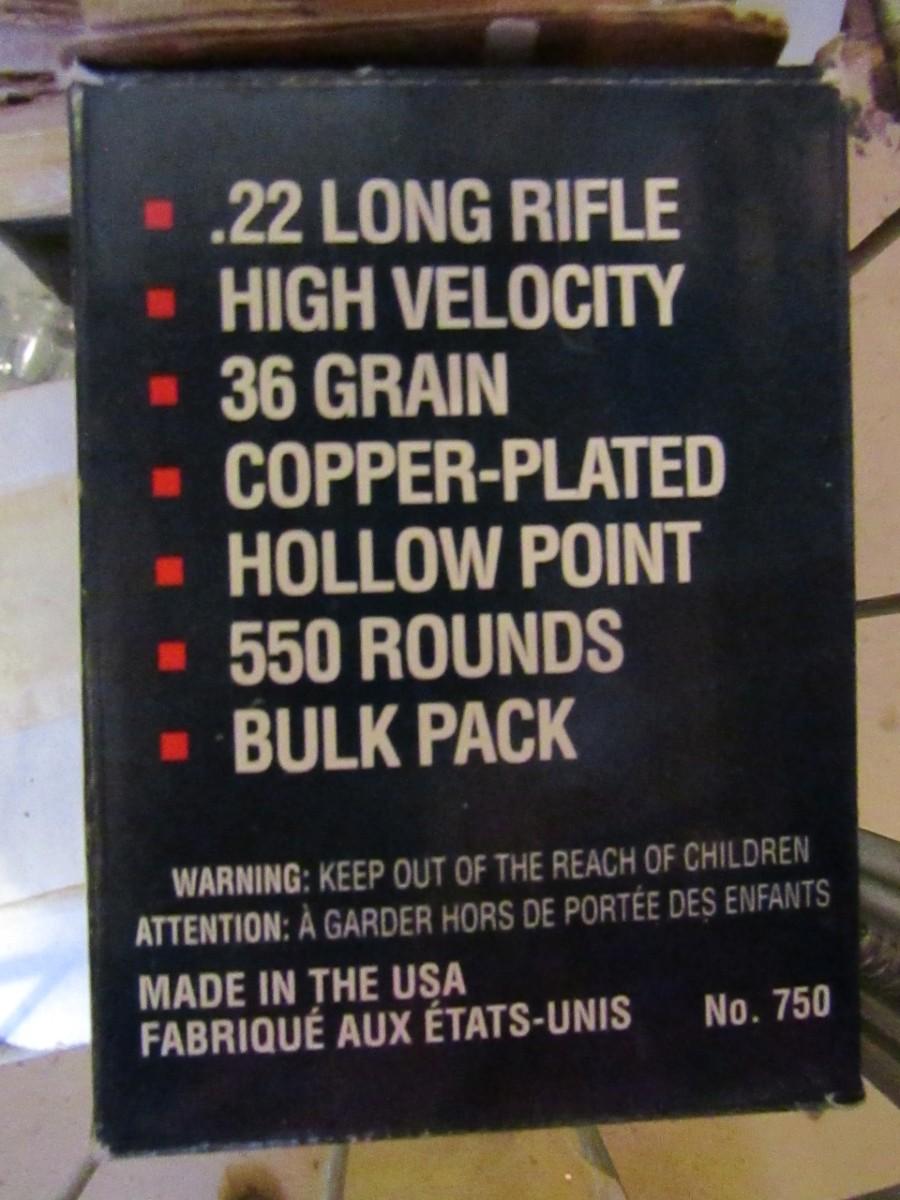 .22 LONG RIFLE
HIGH VELOCITY
36 GRAIN
COPPER-PLATED
HOLLOW POINT
550 ROUNDS
BULK PACK
WARNING: KEEP OUT OF THE REACH OF CHILDREN
ATTENTION: À GARDER HORS DE PORTÉE DES ENFANTS
MADE IN THE USA
FABRIQUÉ AUX ÉTATS-UNIS No. 750